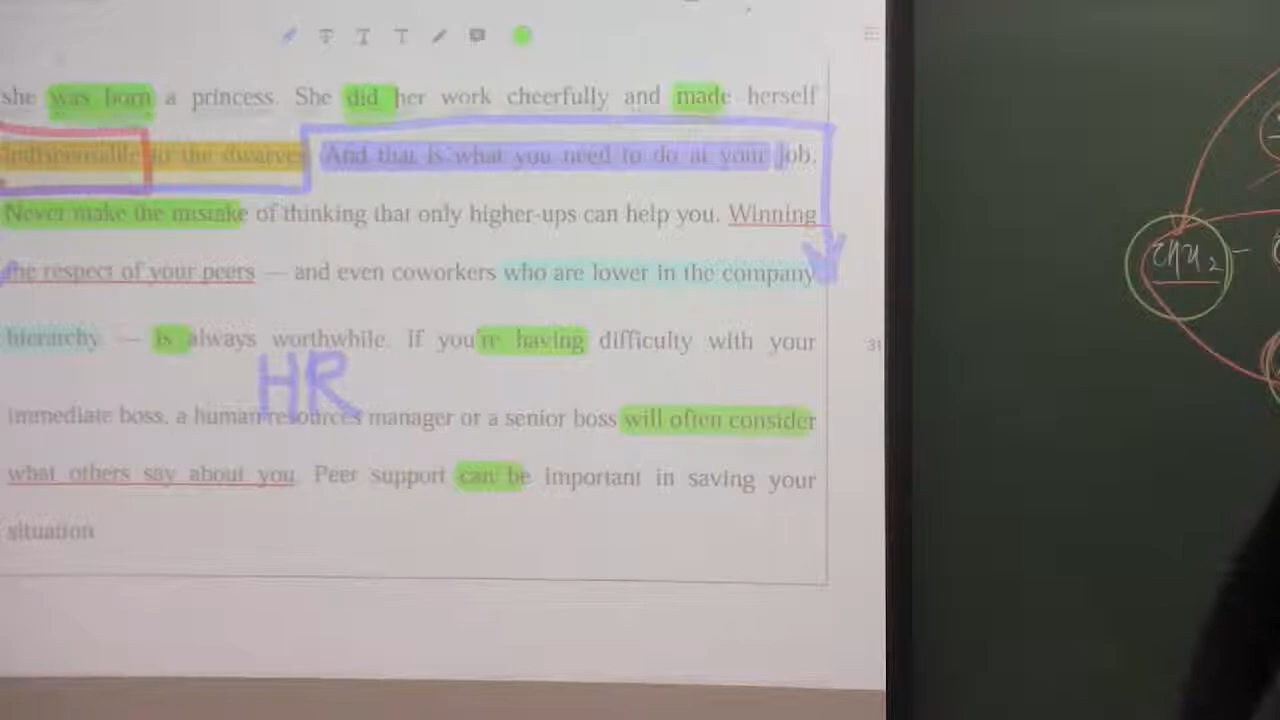 she was born a princess. She did her work cheerfully and made herself
indispensable to the dwarves. And that is what you need to do at your job.
Never make the mistake of thinking that only higher-ups can help you. Winning
the respect of your peers — and even coworkers who are lower in the company
hierarchy — is always worthwhile. If you're having difficulty with your
31
HR
immediate boss, a human resources manager or a senior boss will often consider
what others say about you. Peer support can be important in saving your
situation